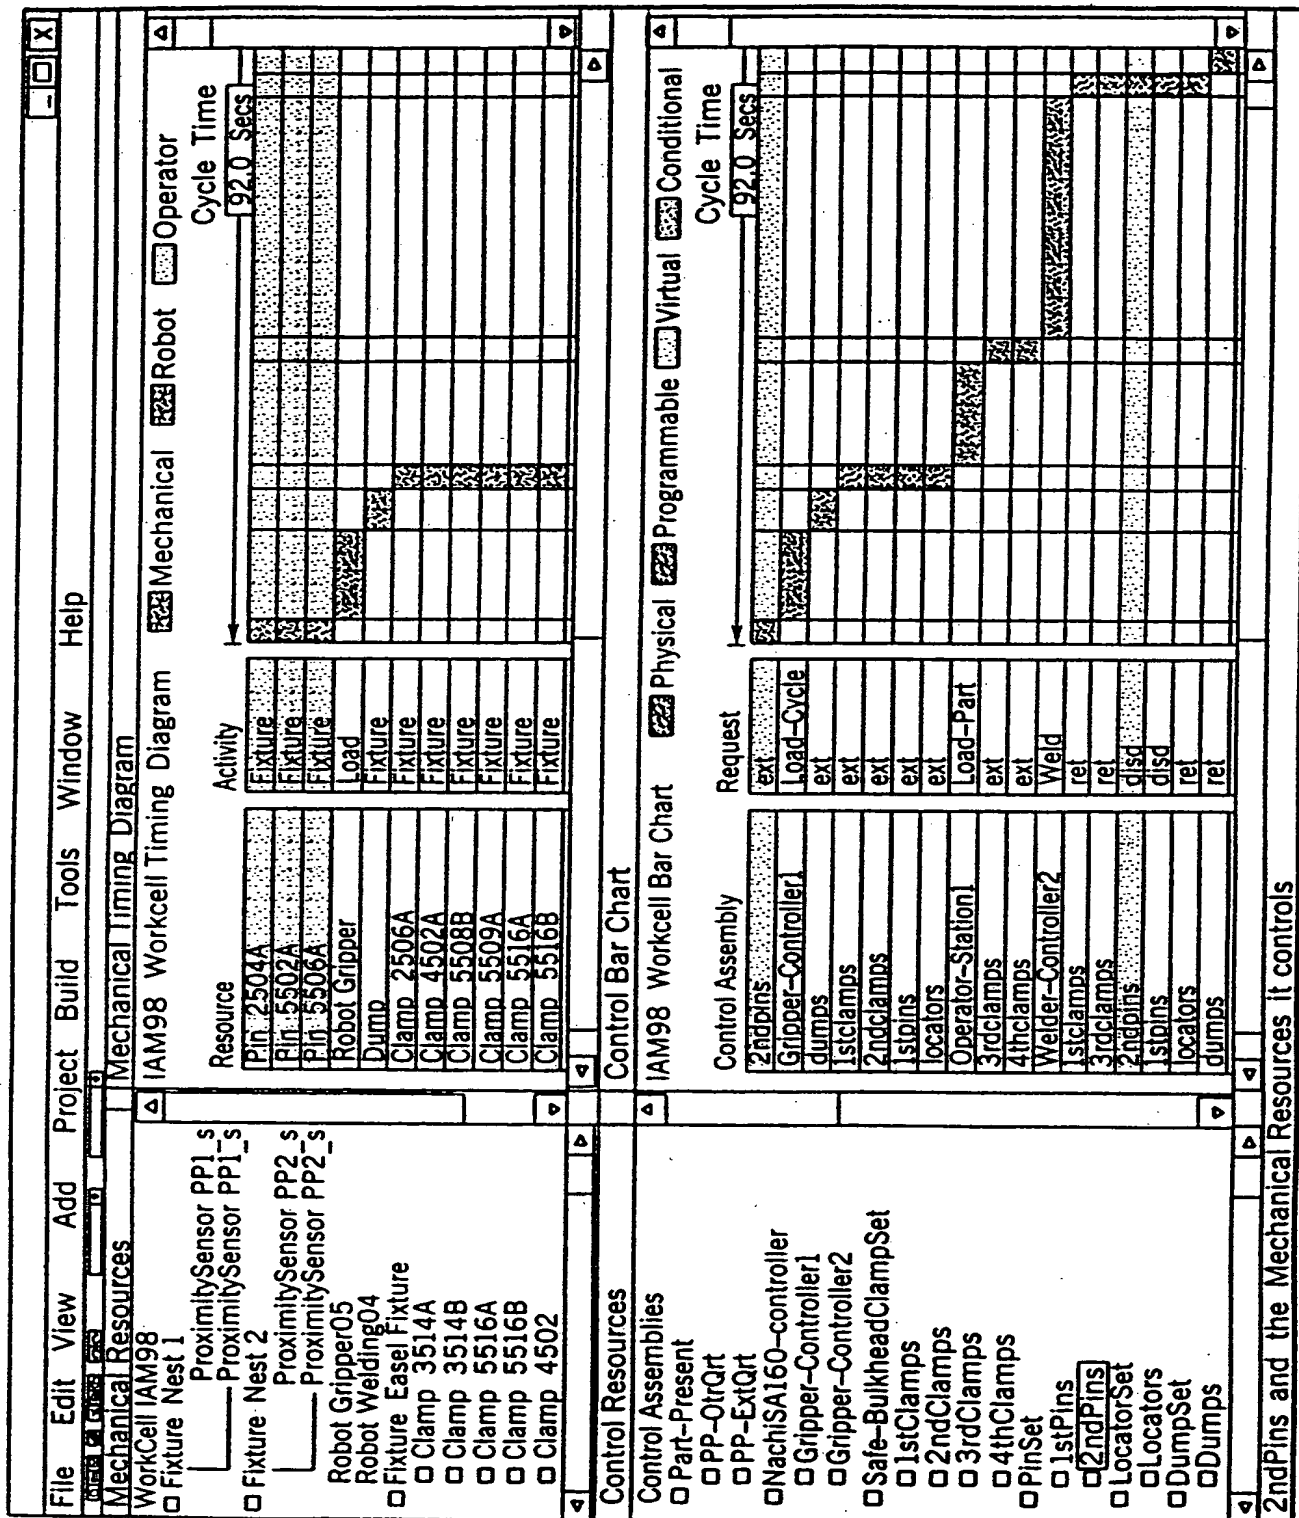 File Edit View Add Project Build Tools Window Help
Mechanical Resources
WorkCell IAM98
Fixture Nest 1
ProximitySensor PP1_s
ProximitySensor PP1_s
Fixture Nest 2
ProximitySensor PP2_s
ProximitySensor PP2_s
Robot Gripper05
Robot Welding04
Fixture Easel Fixture
Clamp 3514A
Clamp 3514B
Clamp 5516A
Clamp 5516B
Clamp 4502
Mechanical Timing Diagram
IAM98 Workcell Timing Diagram Mechanical Robot Operator
Resource Activity Cycle Time
92.0 Secs
Pin 2504A Fixture
Pin 5502A Fixture
Pin 5506A Fixture
Robot Gripper Load
Dump Fixture
Clamp 2506A Fixture
Clamp 4502A Fixture
Clamp 5508B Fixture
Clamp 5509A Fixture
Clamp 5516A Fixture
Clamp 5516B Fixture
Control Resources
Control Assemblies
Part-Present
PP-OtrQrt
PP-ExtQrt
NachiSA160-controller
Gripper-Controller1
Gripper-Controller2
Safe-BulkheadClampSet
1stClamps
2ndClamps
3rdClamps
4thClamps
PinSet
1stPins
2ndPins
LocatorSet
Locators
DumpSet
Dumps
Control Bar Chart
IAM98 Workcell Bar Chart Physical Programmable Virtual Conditional
Control Assembly Request Cycle Time
92.0 Secs
2ndpins ext
Gripper-Controller1 Load-Cycle
dumps ext
1stclamps ext
2ndclamps ext
1stpins ext
locators ext
Operator-Station1 Load-Part
3rdclamps ext
4thclamps ext
Welder-Controller2 Weld
1stclamps ret
3rdclamps ret
2ndpins disd
1stpins disd
locators ret
dumps ret
2ndPins and the Mechanical Resources it controls